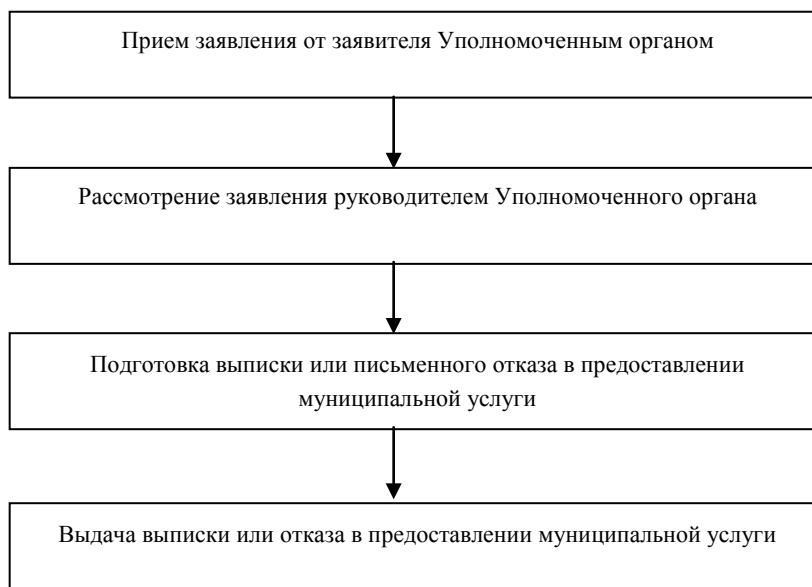 Прием заявления от заявителя Уполномоченным органом
Рассмотрение заявления руководителем Уполномоченного органа
Подготовка выписки или письменного отказа в предоставлении
муниципальной услуги
Выдача выписки или отказа в предоставлении муниципальной услуги